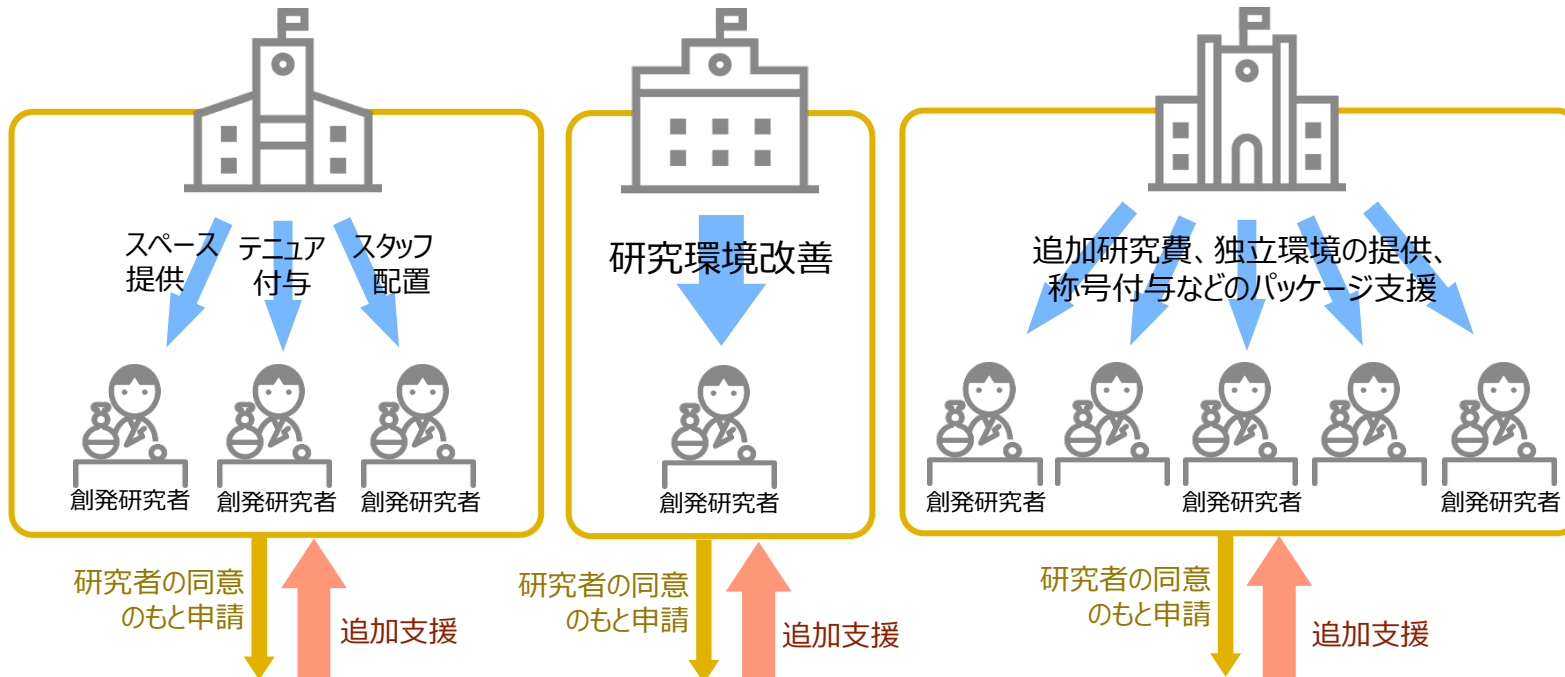 スペース
提供
テニュア
付与
スタッフ
配置
創発研究者
創発研究者
創発研究者
研究者の同意
のもと申請
追加支援
研究環境改善
創発研究者
研究者の同意
のもと申請
追加支援
追加研究費、独立環境の提供、
称号付与などのパッケージ支援
創発研究者
創発研究者
創発研究者
研究者の同意
のもと申請
追加支援